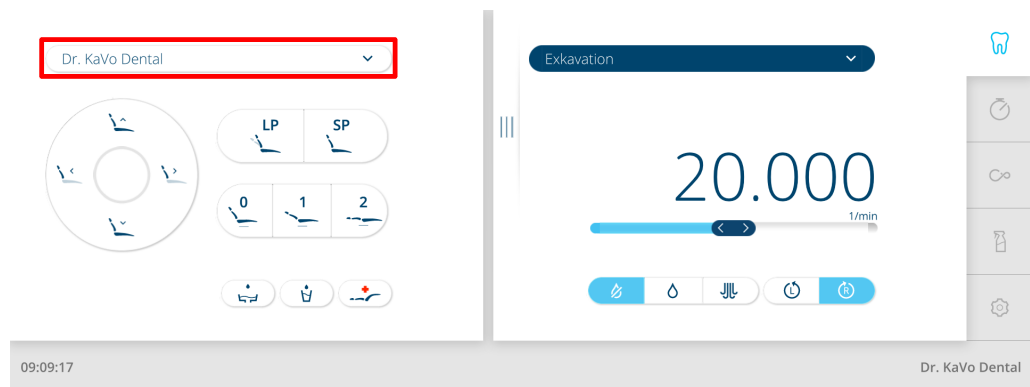 Dr. KaVo Dental
LP SP
0 1 2
Exkavation
20.000
1/min
L R
09:09:17
Dr. KaVo Dental